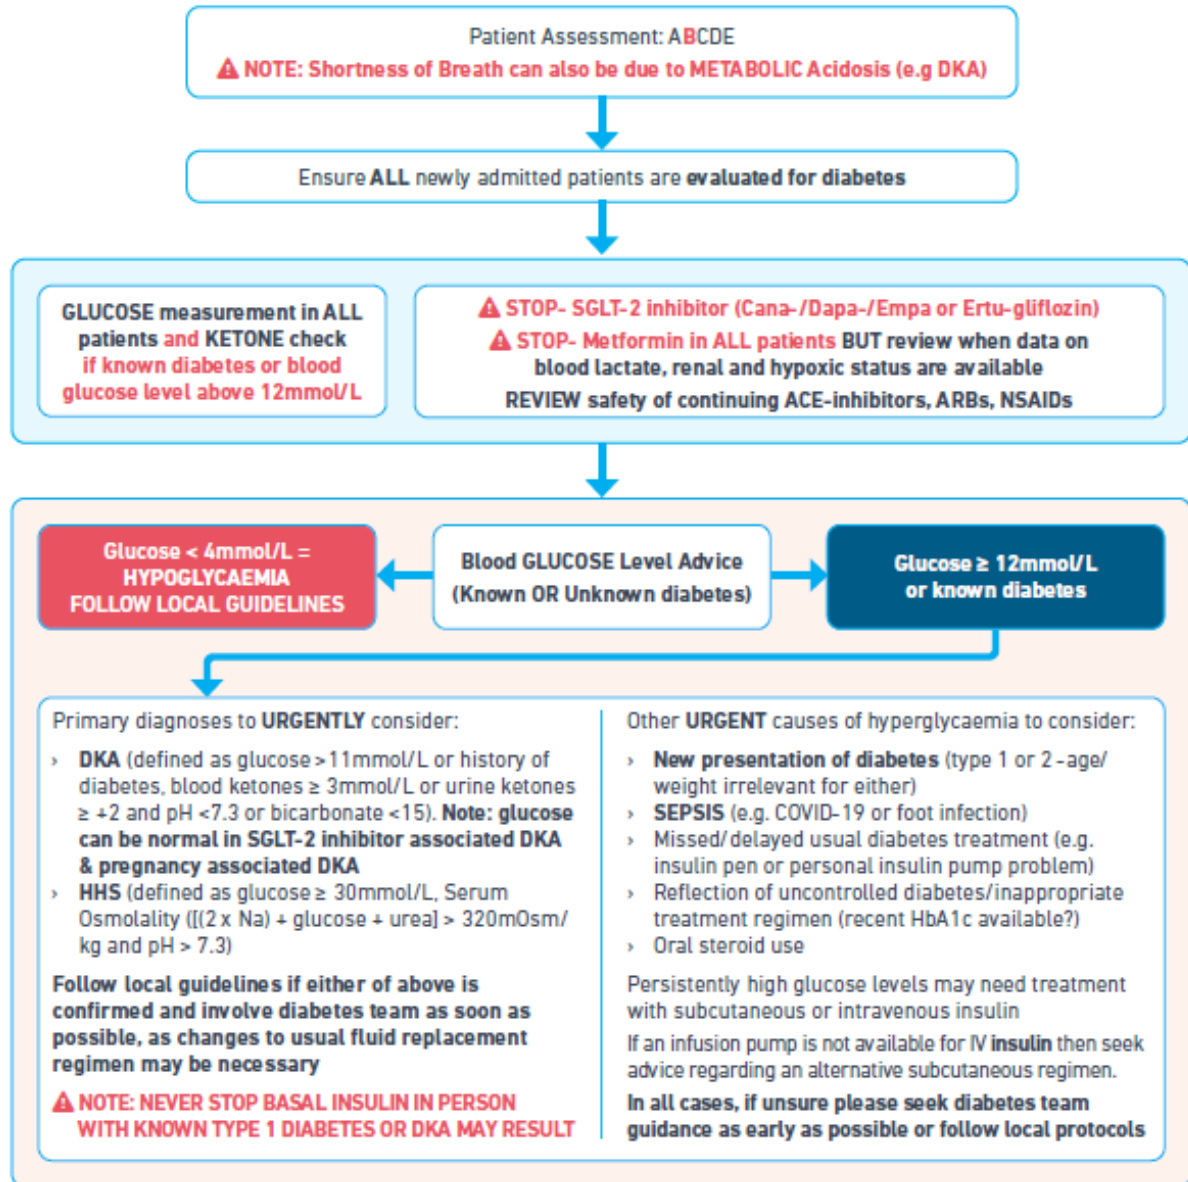 Patient Assessment: ABCDE
⚠ NOTE: Shortness of Breath can also be due to METABOLIC Acidosis (e.g DKA)
Ensure ALL newly admitted patients are evaluated for diabetes
GLUCOSE measurement in ALL
patients and KETONE check
if known diabetes or blood
glucose level above 12mmol/L
⚠ STOP- SGLT-2 inhibitor (Cana-/Dapa-/Empa or Ertu-gliflozin)
⚠ STOP- Metformin in ALL patients BUT review when data on
blood lactate, renal and hypoxic status are available
REVIEW safety of continuing ACE-inhibitors, ARBs, NSAIDs
Glucose < 4mmol/L =
HYPOGLYCAEMIA
FOLLOW LOCAL GUIDELINES
Blood GLUCOSE Level Advice
(Known OR Unknown diabetes)
Glucose ≥ 12mmol/L
or known diabetes
Primary diagnoses to URGENTLY consider:
› DKA (defined as glucose >11mmol/L or history of
diabetes, blood ketones ≥ 3mmol/L or urine ketones
≥ +2 and pH <7.3 or bicarbonate <15). Note: glucose
can be normal in SGLT-2 inhibitor associated DKA
& pregnancy associated DKA
› HHS (defined as glucose ≥ 30mmol/L, Serum
Osmolality ([(2 x Na) + glucose + urea] > 320mOsm/
kg and pH > 7.3)
Follow local guidelines if either of above is
confirmed and involve diabetes team as soon as
possible, as changes to usual fluid replacement
regimen may be necessary
⚠ NOTE: NEVER STOP BASAL INSULIN IN PERSON
WITH KNOWN TYPE 1 DIABETES OR DKA MAY RESULT
Other URGENT causes of hyperglycaemia to consider:
› New presentation of diabetes (type 1 or 2 -age/
weight irrelevant for either)
› SEPSIS (e.g. COVID-19 or foot infection)
› Missed/delayed usual diabetes treatment (e.g.
insulin pen or personal insulin pump problem)
› Reflection of uncontrolled diabetes/inappropriate
treatment regimen (recent HbA1c available?)
› Oral steroid use
Persistently high glucose levels may need treatment
with subcutaneous or intravenous insulin
If an infusion pump is not available for IV insulin then seek
advice regarding an alternative subcutaneous regimen.
In all cases, if unsure please seek diabetes team
guidance as early as possible or follow local protocols